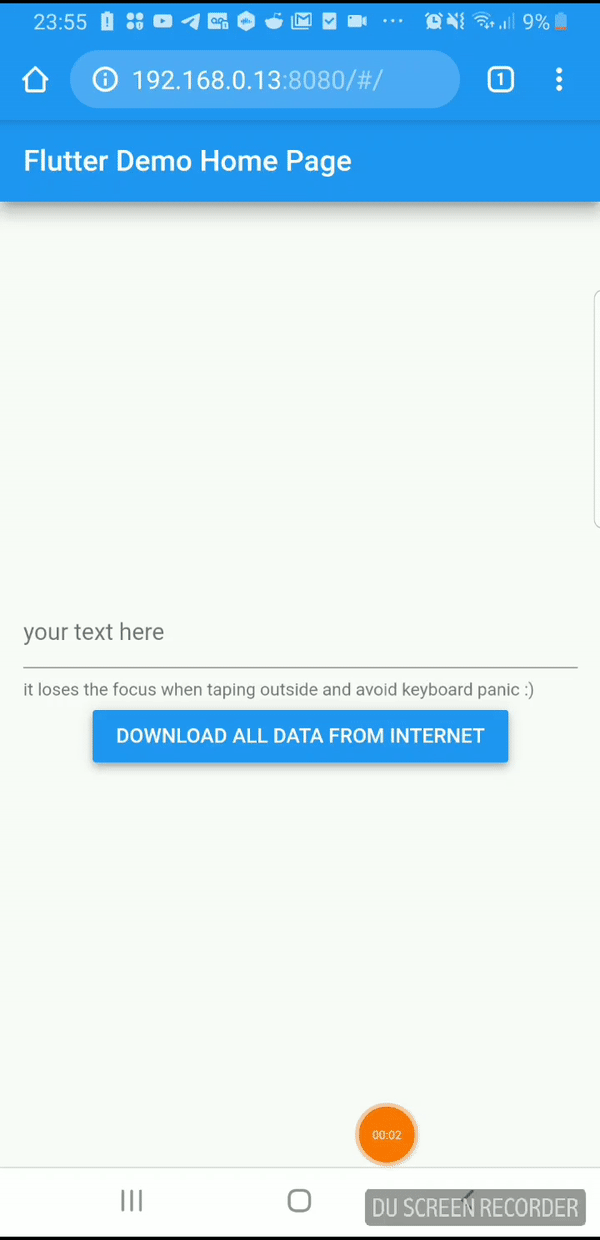 23:55 9%
192.168.0.13:8080/#/ 1
Flutter Demo Home Page
your text here
it loses the focus when taping outside and avoid keyboard panic :)
DOWNLOAD ALL DATA FROM INTERNET
00:02
DU SCREEN RECORDER